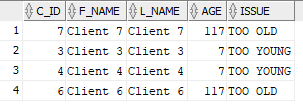 C_ID F_NAME L_NAME AGE ISSUE
1 7 Client 7 Client 7 117 TOO OLD
2 3 Client 3 Client 3 7 TOO YOUNG
3 4 Client 4 Client 4 7 TOO YOUNG
4 6 Client 6 Client 6 117 TOO OLD